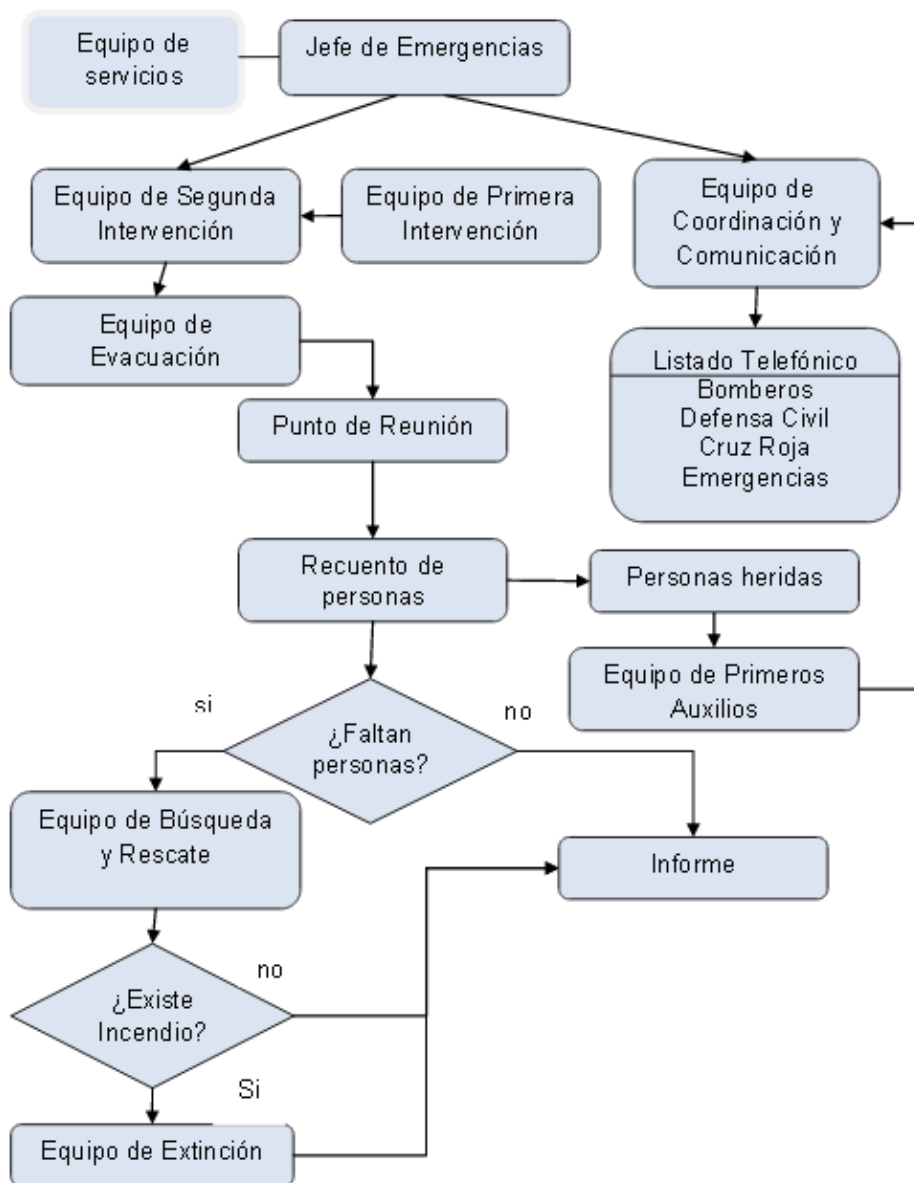 Equipo de
servicios
Jefe de Emergencias
Equipo de Segunda
Intervención
Equipo de Primera
Intervención
Equipo de
Coordinación y
Comunicación
Equipo de
Evacuación
Listado Telefónico
Bomberos
Defensa Civil
Cruz Roja
Emergencias
Punto de Reunión
Recuento de
personas
Personas heridas
Equipo de Primeros
Auxilios
si
no
¿Faltan
personas?
Equipo de Búsqueda
y Rescate
Informe
no
¿Existe
Incendio?
Si
Equipo de Extinción